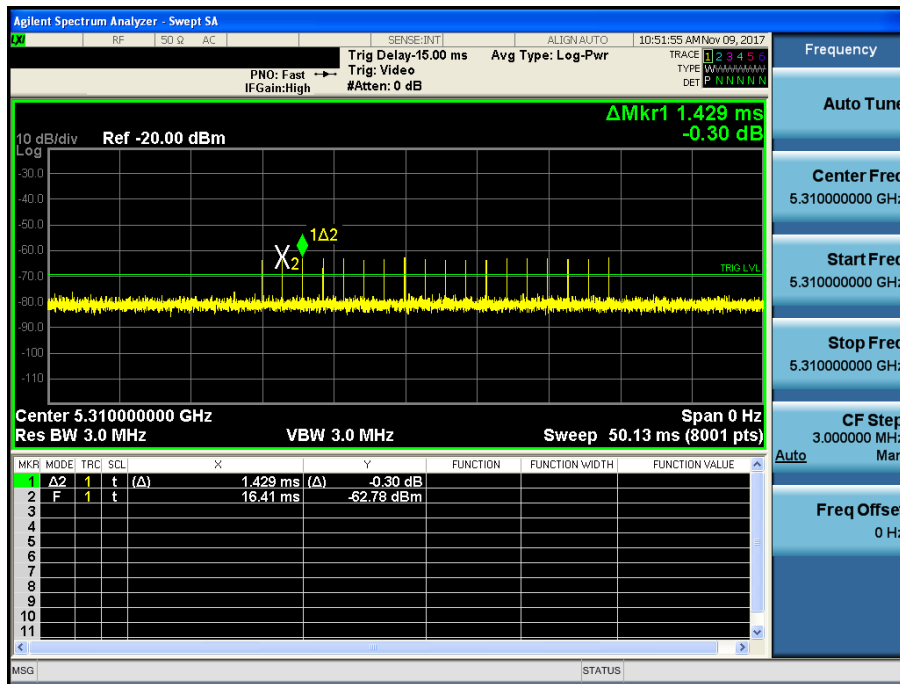 Agilent Spectrum Analyzer - Swept SA
LXI RF 50 Ω AC SENSE:INT ALIGN AUTO 10:51:55 AM Nov 09, 2017
Trig Delay-15.00 ms Avg Type: Log-Pwr TRACE 1 2 3 4 5 6
PNO: Fast Trig: Video TYPE WWWWWW
IFGain:High #Atten: 0 dB DET P N N N N N
ΔMkr1 1.429 ms
10 dB/div Ref -20.00 dBm -0.30 dB
Log
-30.0
-40.0
-50.0
1Δ2
-60.0
X2
-70.0 TRIG LVL
-80.0
-90.0
-100
-110
Center 5.310000000 GHz Span 0 Hz
Res BW 3.0 MHz VBW 3.0 MHz Sweep 50.13 ms (8001 pts)
MKR MODE TRC SCL X Y FUNCTION FUNCTION WIDTH FUNCTION VALUE
1 Δ2 1 t (Δ) 1.429 ms (Δ) -0.30 dB
2 F 1 t 16.41 ms -62.78 dBm
3
4
5
6
7
8
9
10
11
MSG STATUS
Frequency
Auto Tune
Center Freq
5.310000000 GHz
Start Freq
5.310000000 GHz
Stop Freq
5.310000000 GHz
CF Step
3.000000 MHz
Auto Man
Freq Offset
0 Hz